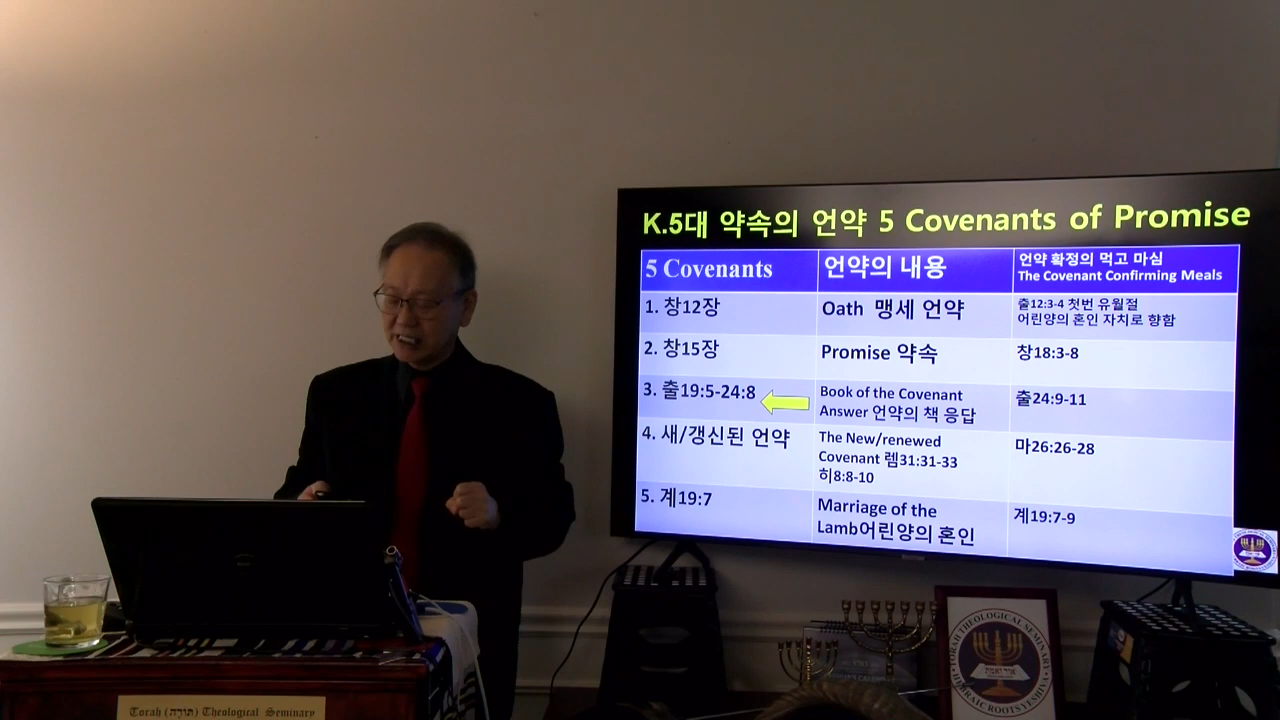 K.5대 약속의 언약 5 Covenants of Promise
5 Covenants
언약의 내용
언약 확정의 먹고 마심
The Covenant Confirming Meals
1. 창12장
Oath 맹세 언약
출12:3-4 첫번 유월절
어린양의 혼인 자치로 향함
2. 창15장
Promise 약속
창18:3-8
3. 출19:5-24:8
Book of the Covenant
Answer 언약의 책 응답
출24:9-11
4. 새/갱신된 언약
The New/renewed
Covenant 렘31:31-33
히8:8-10
마26:26-28
5. 계19:7
Marriage of the
Lamb어린양의 혼인
계19:7-9
TORAH THEOLOGICAL SEMINARY
HEBRAIC ROOTS YESHIVA
Torah (תורה) Theological Seminary